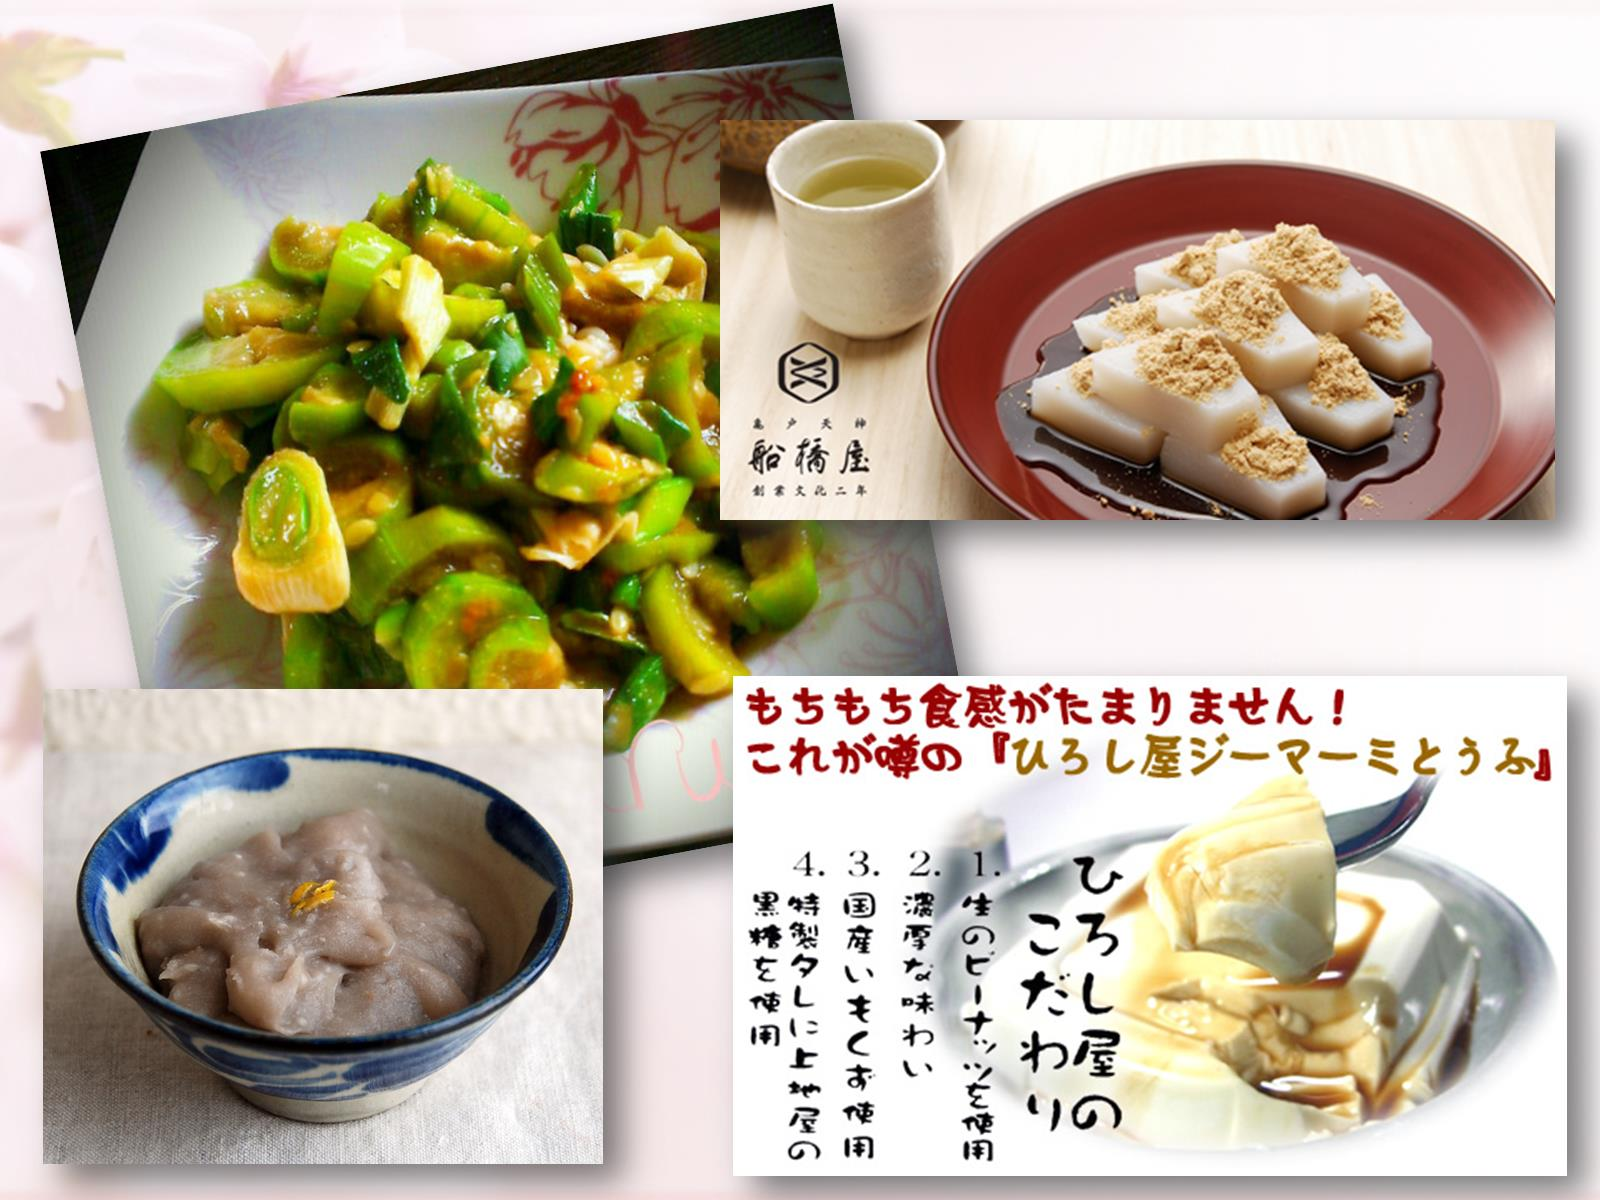 亀戸天神
船橋屋
創業文化二年
もちもち食感がたまりません！
これが噂の『ひろし屋ジーマーミとうふ』
ひろし屋の
こだわり
1.生のピーナッツを使用
2.濃厚な味わい
3.国産いもくず使用
4.特製タレに上地屋の
黒糖を使用